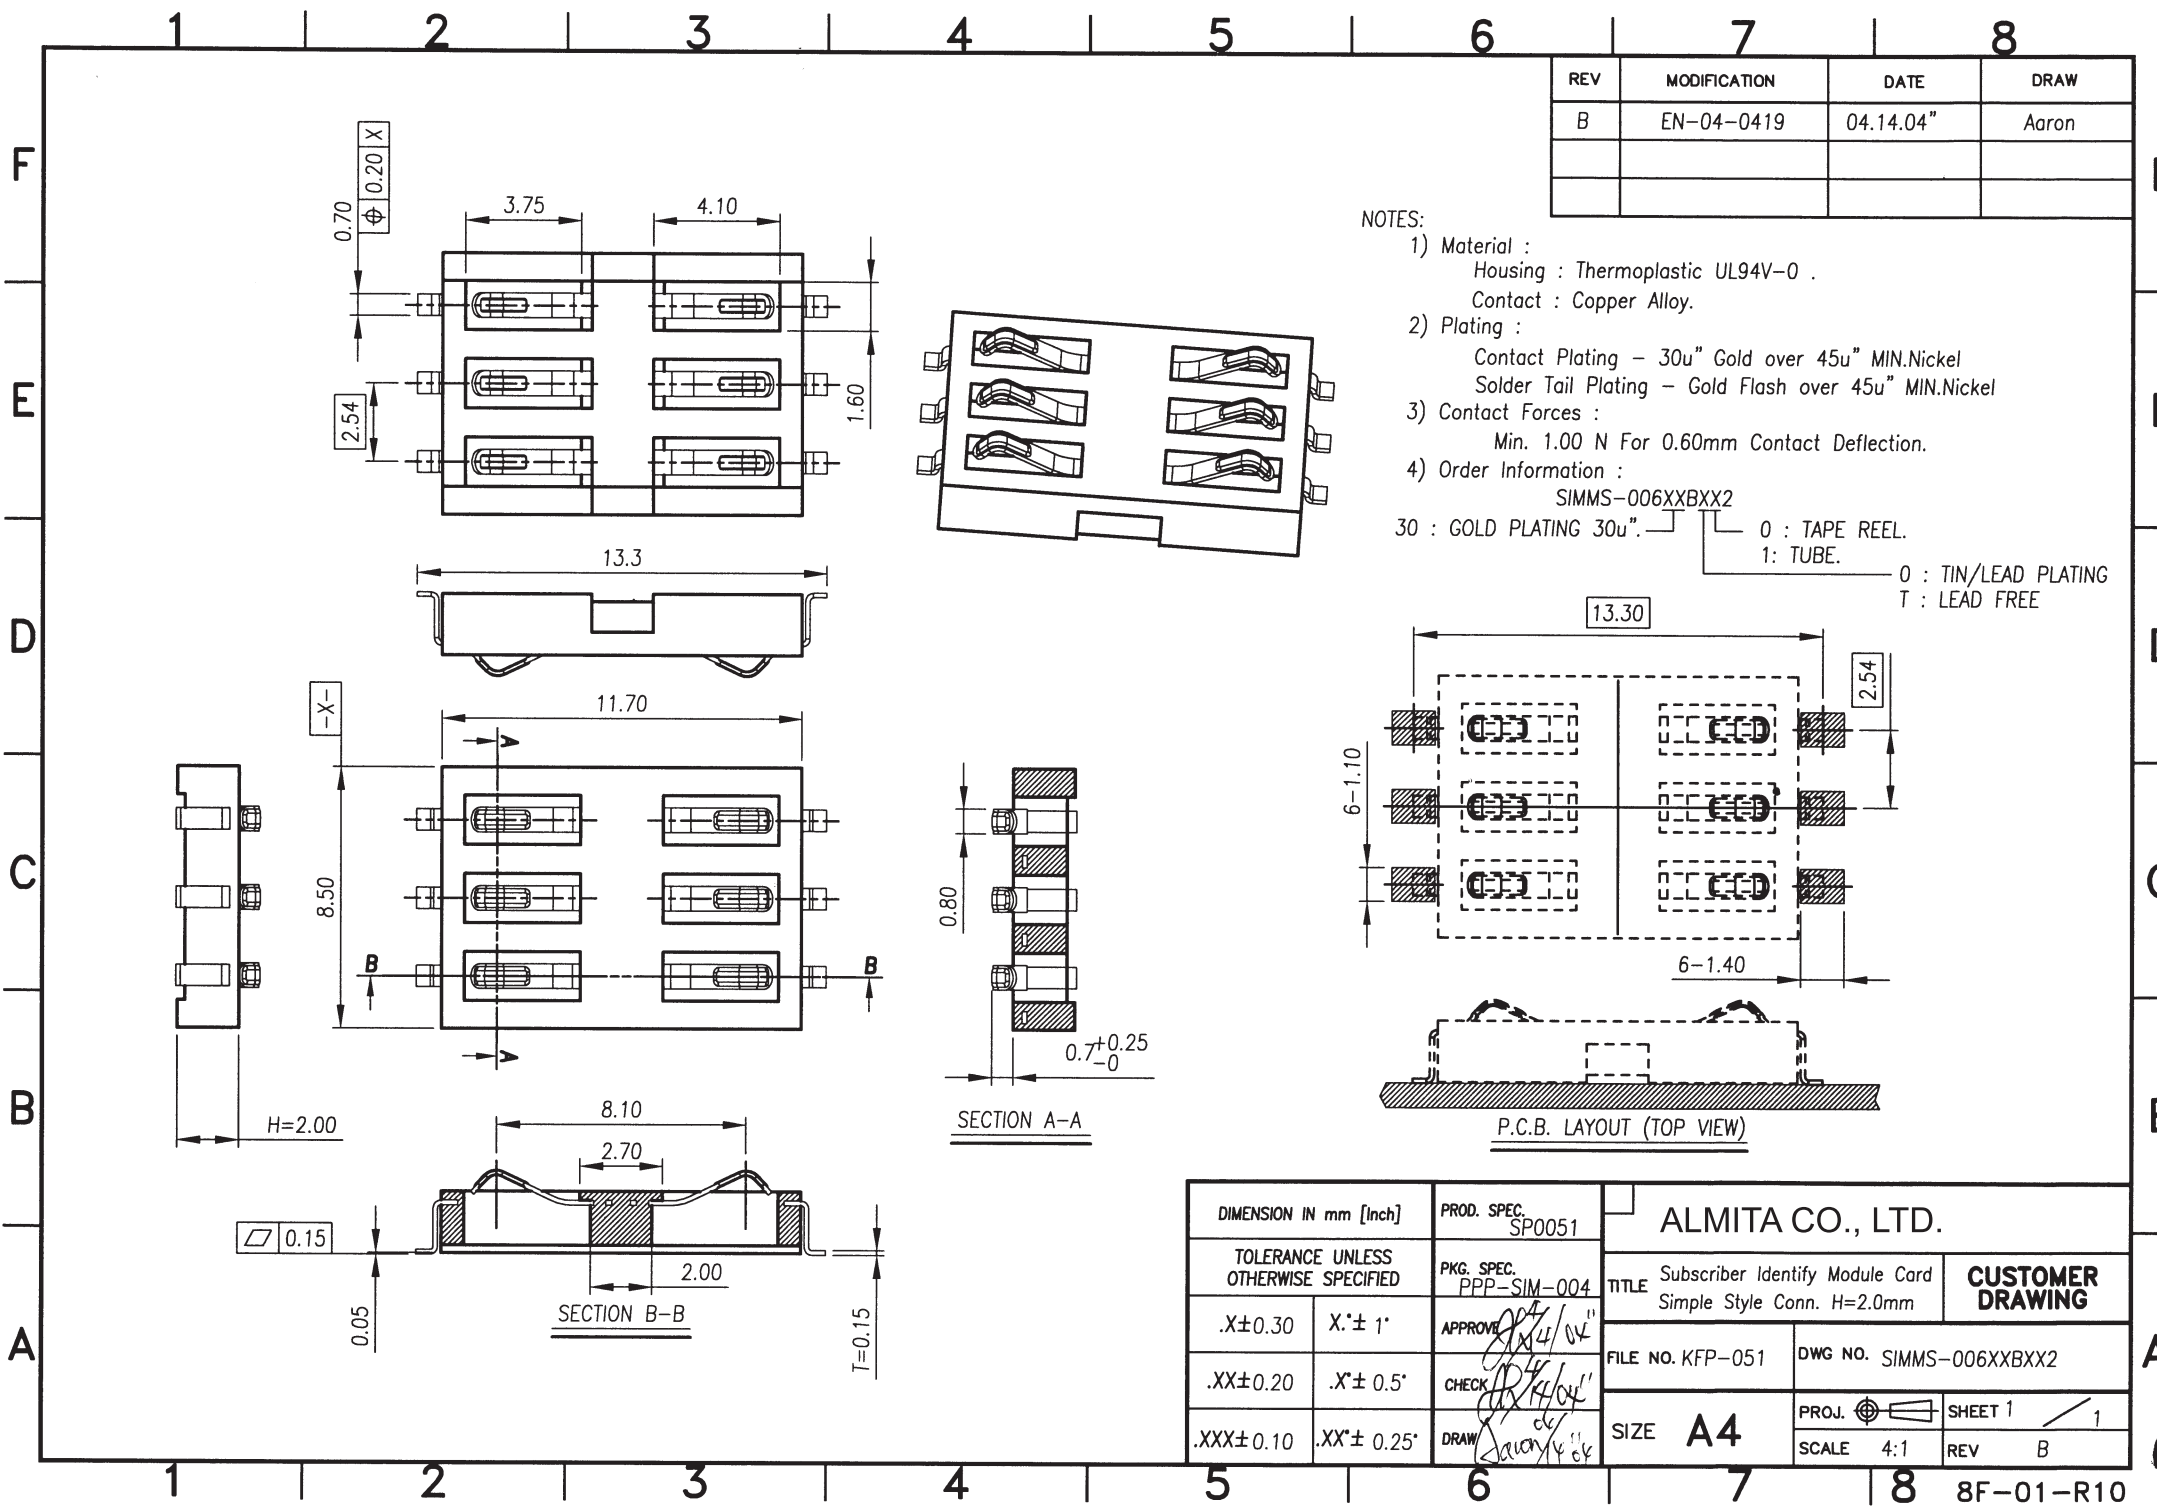 1 2 3 4 5 6 7 8
REV MODIFICATION DATE DRAW
B EN-04-0419 04.14.04" Aaron
F
E
D
C
B
A
NOTES:
1) Material :
Housing : Thermoplastic UL94V-0 .
Contact : Copper Alloy.
2) Plating :
Contact Plating - 30u" Gold over 45u" MIN.Nickel
Solder Tail Plating - Gold Flash over 45u" MIN.Nickel
3) Contact Forces :
Min. 1.00 N For 0.60mm Contact Deflection.
4) Order Information :
SIMMS-006XXBXX2
30 : GOLD PLATING 30u". 0 : TAPE REEL.
1: TUBE.
0 : TIN/LEAD PLATING
T : LEAD FREE
0.70
⌖ 0.20 X
3.75
4.10
2.54
1.60
13.3
-X-
11.70
A
A
8.50
B B
H=2.00
0.80
0.7 +0.25 -0
SECTION A-A
8.10
2.70
⏥ 0.15
2.00
0.05
T=0.15
SECTION B-B
13.30
2.54
6-1.10
6-1.40
P.C.B. LAYOUT (TOP VIEW)
DIMENSION IN mm [Inch]
TOLERANCE UNLESS
OTHERWISE SPECIFIED
.X±0.30 X.°± 1°
.XX±0.20 .X°± 0.5°
.XXX±0.10 .XX°± 0.25°
PROD. SPEC.
SP0051
PKG. SPEC.
PPP-SIM-004
APPROVE
CHECK
DRAW
ALMITA CO., LTD.
TITLE Subscriber Identify Module Card
Simple Style Conn. H=2.0mm
CUSTOMER
DRAWING
FILE NO. KFP-051
DWG NO. SIMMS-006XXBXX2
SIZE A4
PROJ.
SHEET 1 / 1
SCALE 4:1
REV B
1 2 3 4 5 6 7 8
8F-01-R10